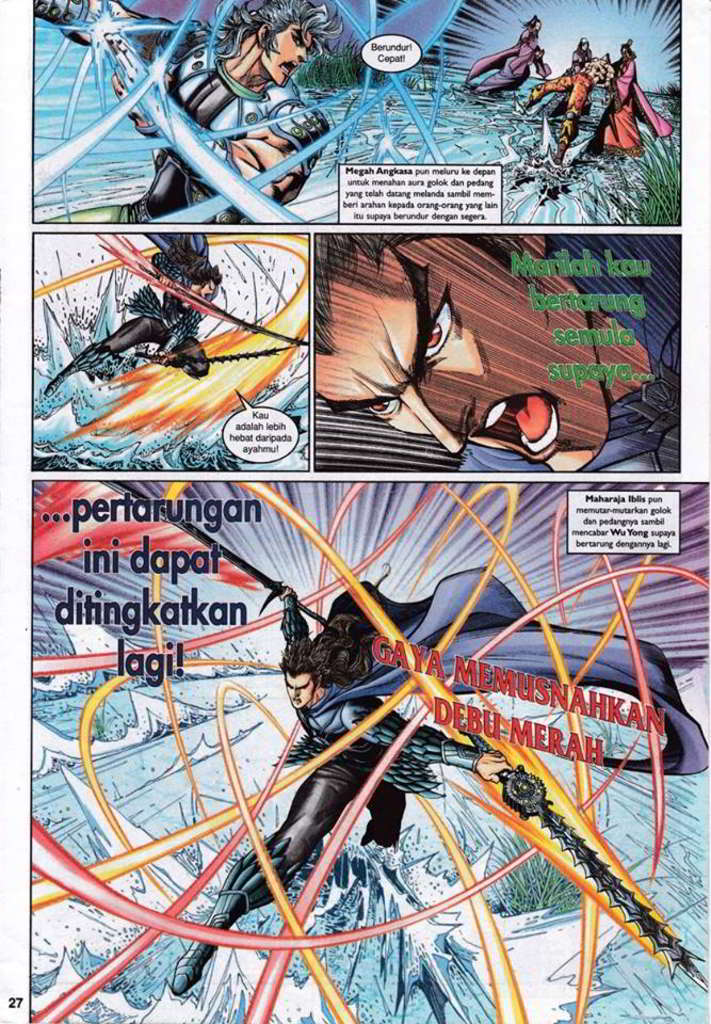 Berundur!
Cepat!
Megah Angkasa pun meluru ke depan
untuk menahan aura golok dan pedang
yang telah datang melanda sambil mem-
beri arahan kepada orang-orang yang lain
itu supaya berundur dengan segera.
Kau
adalah lebih
hebat daripada
ayahmu!
Marilah kau
bertarung
semula
supaya...
...pertarungan
ini dapat
ditingkatkan
lagi!
Maharaja Iblis pun
memutar-mutarkan golok
dan pedangnya sambil
mencabar Wu Yong supaya
bertarung dengannya lagi.
GAYA MEMUSNAHKAN
DEBU MERAH
27